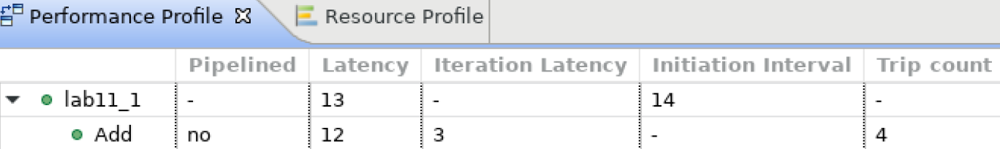 Performance Profile Resource Profile
Pipelined Latency Iteration Latency Initiation Interval Trip count
lab11_1 - 13 - 14 -
Add no 12 3 - 4